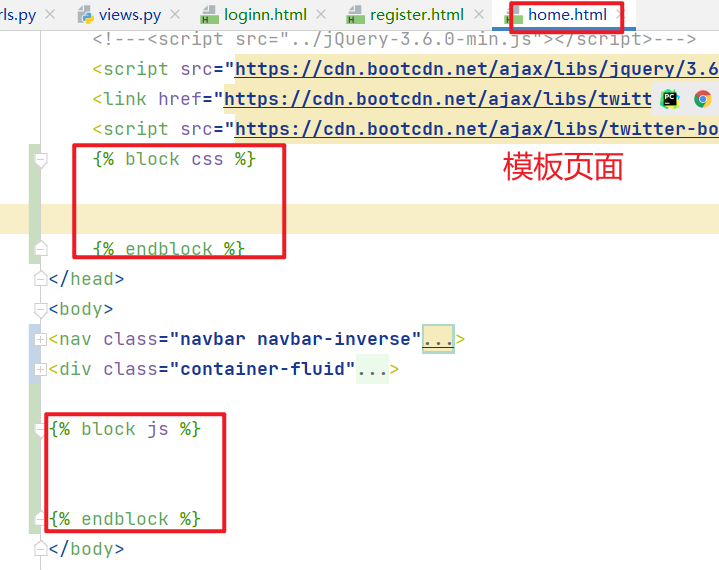 rls.py views.py loginn.html register.html home.html
<!---<script src="../jQuery-3.6.0-min.js"></script>--->
<script src="https://cdn.bootcdn.net/ajax/libs/jquery/3.6
<link href="https://cdn.bootcdn.net/ajax/libs/twitt
<script src="https://cdn.bootcdn.net/ajax/libs/twitter-bo
{% block css %}
模板页面
{% endblock %}
</head>
<body>
<nav class="navbar navbar-inverse"...>
<div class="container-fluid"...>
{% block js %}
{% endblock %}
</body>